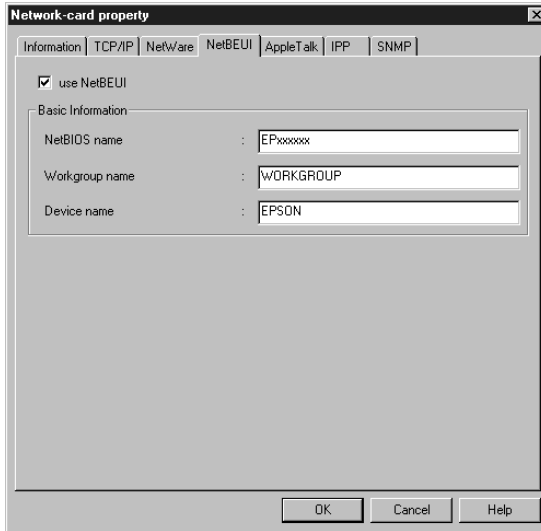 Network-card property
Information TCP/IP NetWare NetBEUI AppleTalk IPP SNMP
use NetBEUI
Basic Information
NetBIOS name : EPxxxxxx
Workgroup name : WORKGROUP
Device name : EPSON
OK Cancel Help